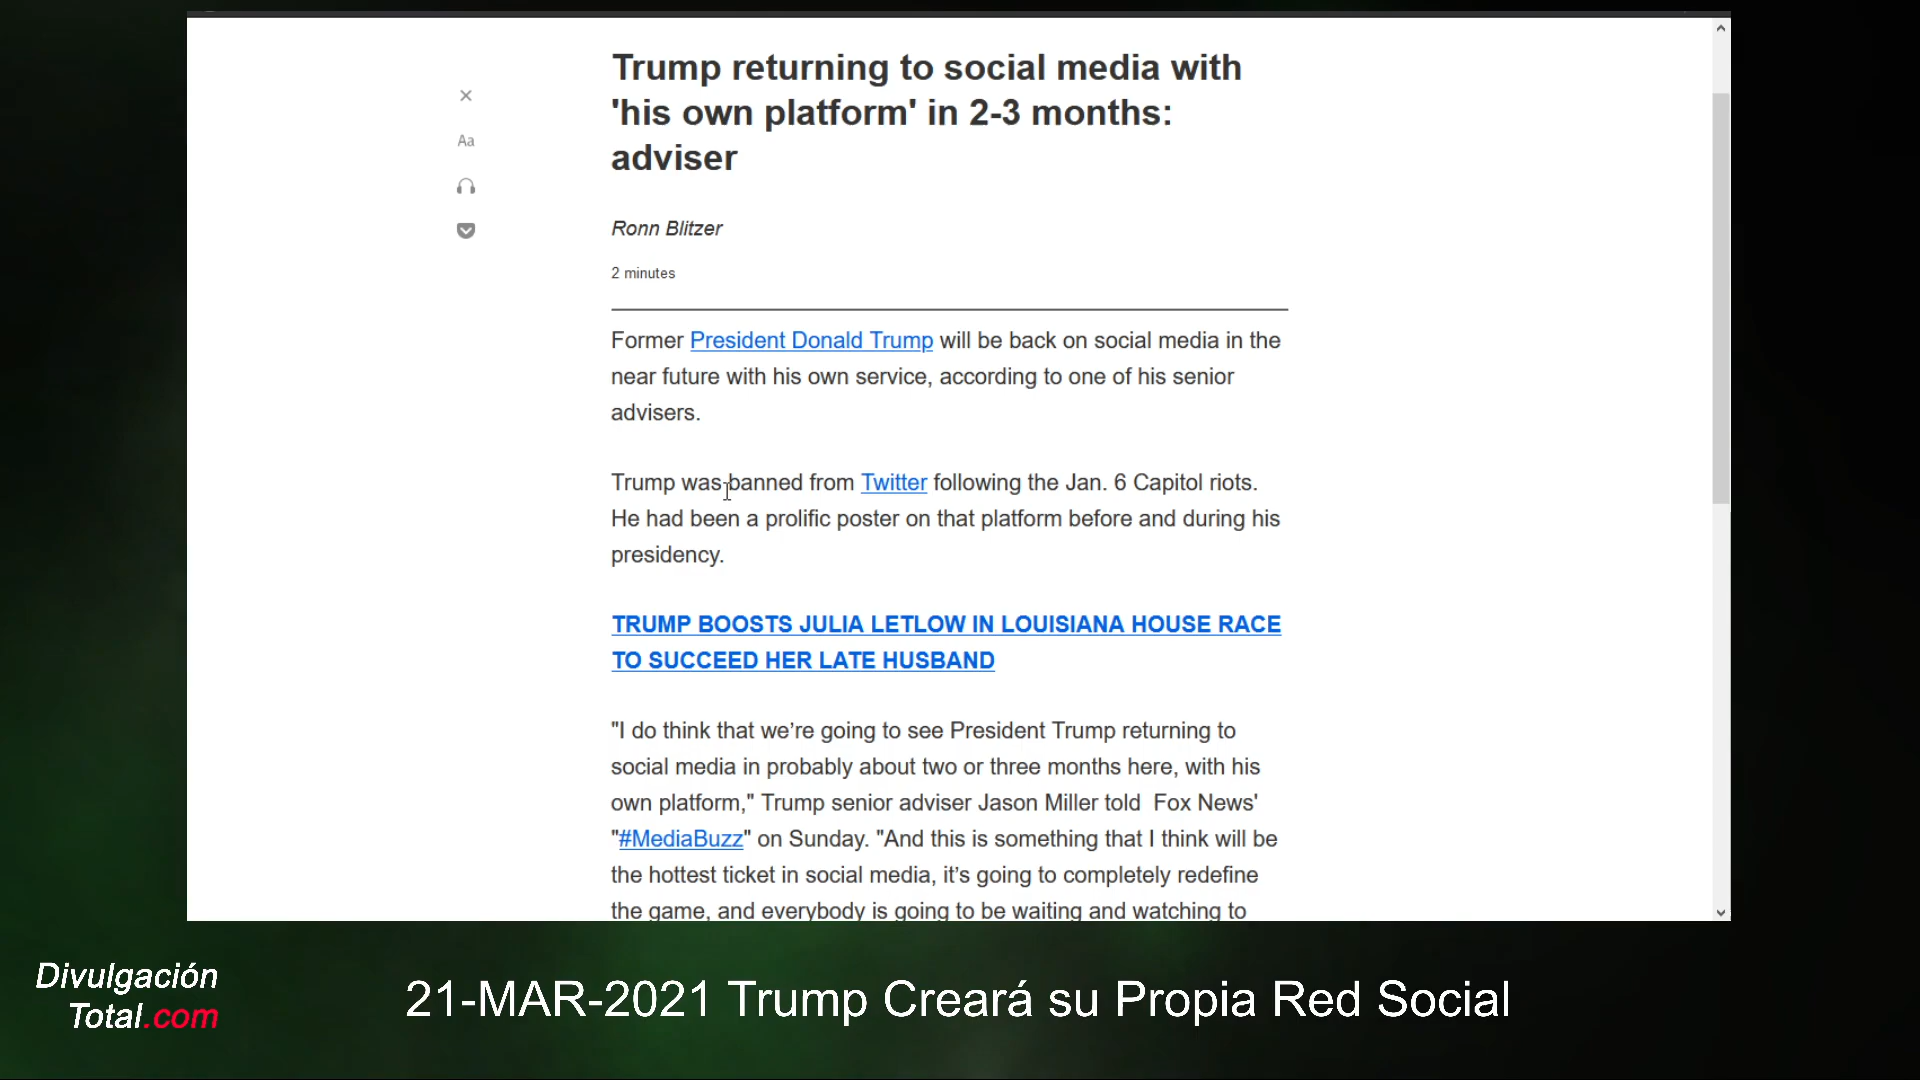 Trump returning to social media with
'his own platform' in 2-3 months:
adviser
Aa
Ronn Blitzer
2 minutes
Former President Donald Trump will be back on social media in the
near future with his own service, according to one of his senior
advisers.
Trump was banned from Twitter following the Jan. 6 Capitol riots.
He had been a prolific poster on that platform before and during his
presidency.
TRUMP BOOSTS JULIA LETLOW IN LOUISIANA HOUSE RACE
TO SUCCEED HER LATE HUSBAND
"I do think that we’re going to see President Trump returning to
social media in probably about two or three months here, with his
own platform," Trump senior adviser Jason Miller told  Fox News'
"#MediaBuzz" on Sunday. "And this is something that I think will be
the hottest ticket in social media, it’s going to completely redefine
the game, and everybody is going to be waiting and watching to
Divulgación
Total.com
21-MAR-2021 Trump Creará su Propia Red Social